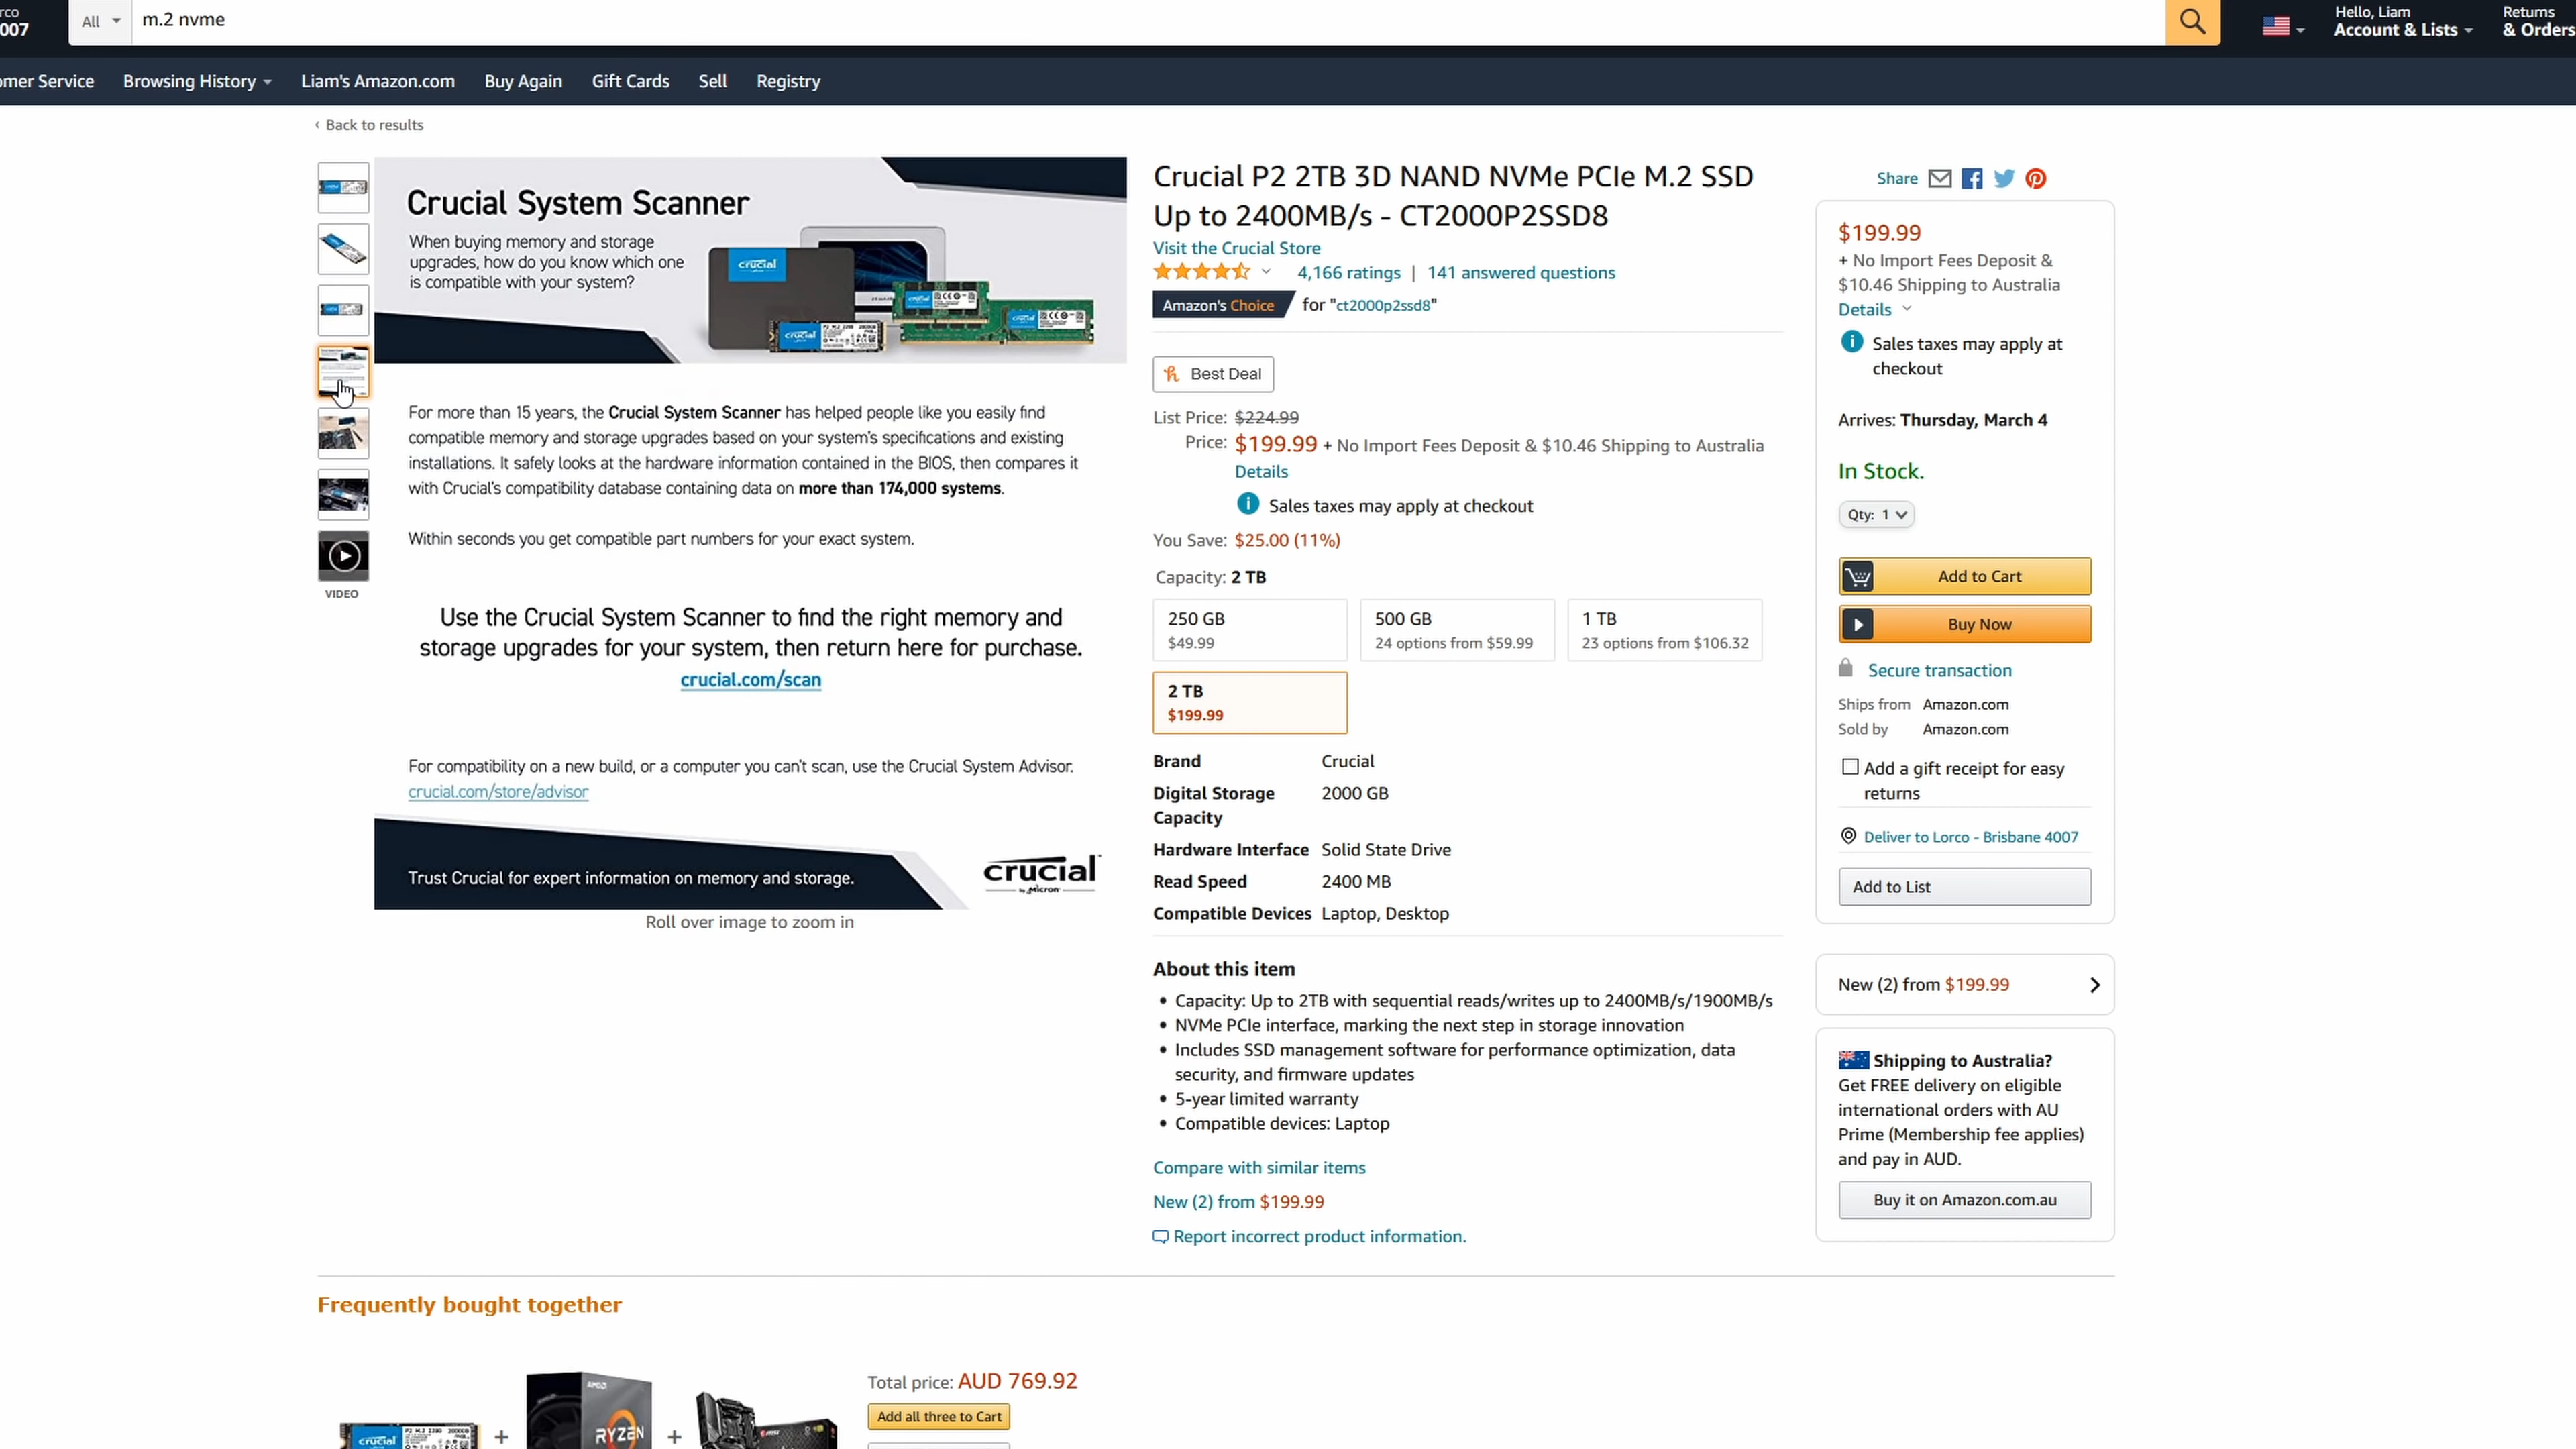 rco
007
All
m.2 nvme
Hello, Liam
Account & Lists
Returns
& Orders
omer Service
Browsing History
Liam's Amazon.com
Buy Again
Gift Cards
Sell
Registry
‹ Back to results
Crucial System Scanner
When buying memory and storage
upgrades, how do you know which one
is compatible with your system?
crucial
crucial
For more than 15 years, the Crucial System Scanner has helped people like you easily find
compatible memory and storage upgrades based on your system's specifications and existing
installations. It safely looks at the hardware information contained in the BIOS, then compares it
with Crucial's compatibility database containing data on more than 174,000 systems.
Within seconds you get compatible part numbers for your exact system.
VIDEO
Use the Crucial System Scanner to find the right memory and
storage upgrades for your system, then return here for purchase.
crucial.com/scan
For compatibility on a new build, or a computer you can't scan, use the Crucial System Advisor.
crucial.com/store/advisor
Trust Crucial for expert information on memory and storage.
crucial
by Micron
Roll over image to zoom in
Crucial P2 2TB 3D NAND NVMe PCIe M.2 SSD
Up to 2400MB/s - CT2000P2SSD8
Visit the Crucial Store
4,166 ratings | 141 answered questions
Amazon's Choice for "ct2000p2ssd8"
Best Deal
List Price: $224.99
Price: $199.99 + No Import Fees Deposit & $10.46 Shipping to Australia
Details
Sales taxes may apply at checkout
You Save: $25.00 (11%)
Capacity: 2 TB
250 GB
$49.99
500 GB
24 options from $59.99
1 TB
23 options from $106.32
2 TB
$199.99
Brand Crucial
Digital Storage Capacity 2000 GB
Hardware Interface Solid State Drive
Read Speed 2400 MB
Compatible Devices Laptop, Desktop
About this item
• Capacity: Up to 2TB with sequential reads/writes up to 2400MB/s/1900MB/s
• NVMe PCIe interface, marking the next step in storage innovation
• Includes SSD management software for performance optimization, data
security, and firmware updates
• 5-year limited warranty
• Compatible devices: Laptop
Compare with similar items
New (2) from $199.99
Report incorrect product information.
Share
$199.99
+ No Import Fees Deposit &
$10.46 Shipping to Australia
Details
Sales taxes may apply at
checkout
Arrives: Thursday, March 4
In Stock.
Qty: 1
Add to Cart
Buy Now
Secure transaction
Ships from Amazon.com
Sold by Amazon.com
Add a gift receipt for easy
returns
Deliver to Lorco - Brisbane 4007
Add to List
New (2) from $199.99
Shipping to Australia?
Get FREE delivery on eligible
international orders with AU
Prime (Membership fee applies)
and pay in AUD.
Buy it on Amazon.com.au
Frequently bought together
crucial
+
AMD
RYZEN
+
Total price: AUD 769.92
Add all three to Cart